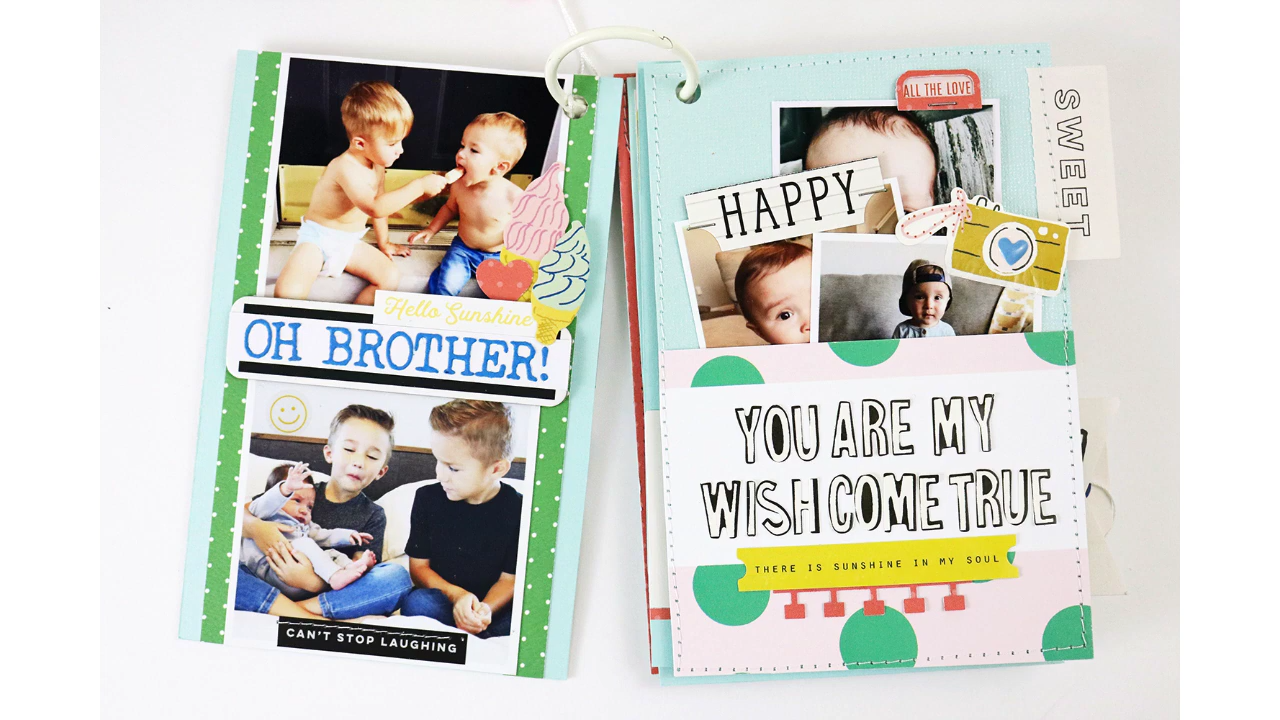 Hello Sunshine
OH BROTHER!
CAN'T STOP LAUGHING
ALL THE LOVE
SWEET
HAPPY
YOU ARE MY
WISH COME TRUE
THERE IS SUNSHINE IN MY SOUL